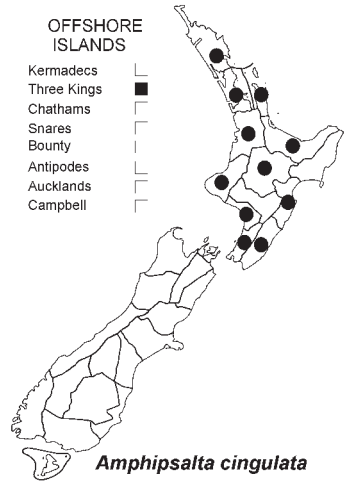 OFFSHORE
ISLANDS
Kermadecs
Three Kings
Chathams
Snares
Bounty
Antipodes
Aucklands
Campbell
Amphipsalta cingulata